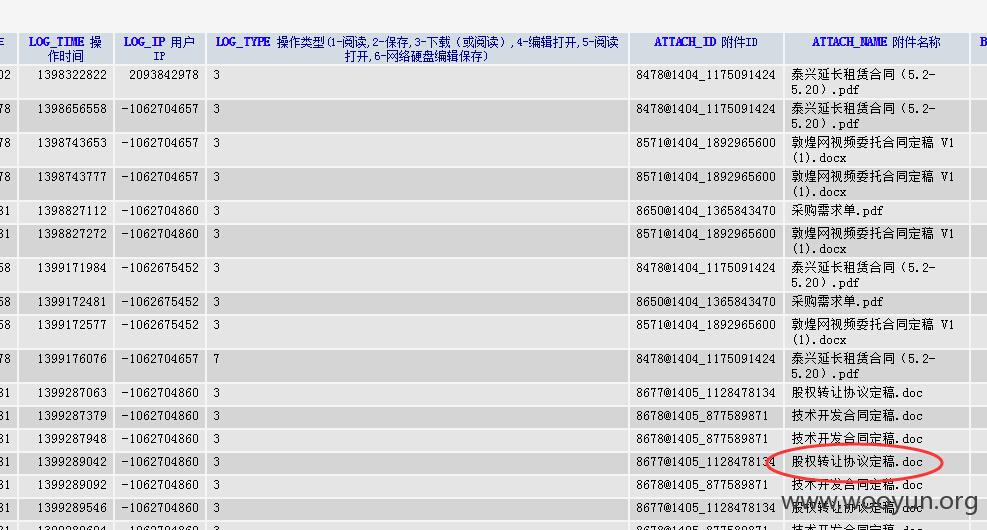 LOG_TIME 操作时间 LOG_IP 用户IP LOG_TYPE 操作类型(1-阅读,2-保存,3-下载（或阅读）,4-编辑打开,5-阅读打开,6-网络硬盘编辑保存) ATTACH_ID 附件ID ATTACH_NAME 附件名称
02 1398322822 2093842978 3 8478@1404_1175091424 泰兴延长租赁合同（5.2-5.20）.pdf
78 1398656558 -1062704657 3 8478@1404_1175091424 泰兴延长租赁合同（5.2-5.20）.pdf
78 1398743653 -1062704657 3 8571@1404_1892965600 敦煌网视频委托合同定稿 V1 (1).docx
78 1398743777 -1062704657 3 8571@1404_1892965600 敦煌网视频委托合同定稿 V1 (1).docx
31 1398827112 -1062704860 3 8650@1404_1365843470 采购需求单.pdf
31 1398827272 -1062704860 3 8571@1404_1892965600 敦煌网视频委托合同定稿 V1 (1).docx
58 1399171984 -1062675452 3 8478@1404_1175091424 泰兴延长租赁合同（5.2-5.20）.pdf
58 1399172481 -1062675452 3 8650@1404_1365843470 采购需求单.pdf
58 1399172577 -1062675452 3 8571@1404_1892965600 敦煌网视频委托合同定稿 V1 (1).docx
78 1399176076 -1062704657 7 8478@1404_1175091424 泰兴延长租赁合同（5.2-5.20）.pdf
31 1399287063 -1062704860 3 8677@1405_1128478134 股权转让协议定稿.doc
31 1399287379 -1062704860 3 8678@1405_877589871 技术开发合同定稿.doc
31 1399287948 -1062704860 3 8678@1405_877589871 技术开发合同定稿.doc
31 1399289042 -1062704860 3 8677@1405_1128478134 股权转让协议定稿.doc
31 1399289092 -1062704860 3 8678@1405_877589871 技术开发合同定稿.doc
31 1399289546 -1062704860 3 8677@1405_1128478134 股权转让协议定稿.doc
www.wooyun.org